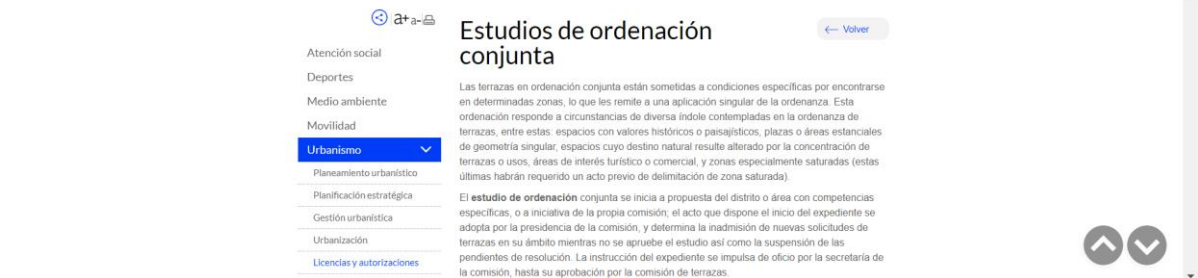 a+ a-
Atención social
Deportes
Medio ambiente
Movilidad
Urbanismo
Planeamiento urbanístico
Planificación estratégica
Gestión urbanística
Urbanización
Licencias y autorizaciones
Estudios de ordenación
conjunta
← Volver
Las terrazas en ordenación conjunta están sometidas a condiciones específicas por encontrarse
en determinadas zonas, lo que les remite a una aplicación singular de la ordenanza. Esta
ordenación responde a circunstancias de diversa índole contempladas en la ordenanza de
terrazas, entre estas: espacios con valores históricos o paisajísticos, plazas o áreas estanciales
de geometría singular, espacios cuyo destino natural resulte alterado por la concentración de
terrazas o usos, áreas de interés turístico o comercial, y zonas especialmente saturadas (estas
últimas habrán requerido un acto previo de delimitación de zona saturada).
El estudio de ordenación conjunta se inicia a propuesta del distrito o área con competencias
específicas, o a iniciativa de la propia comisión; el acto que dispone el inicio del expediente se
adopta por la presidencia de la comisión, y determina la inadmisión de nuevas solicitudes de
terrazas en su ámbito mientras no se apruebe el estudio así como la suspensión de las
pendientes de resolución. La instrucción del expediente se impulsa de oficio por la secretaría de
la comisión, hasta su aprobación por la comisión de terrazas.